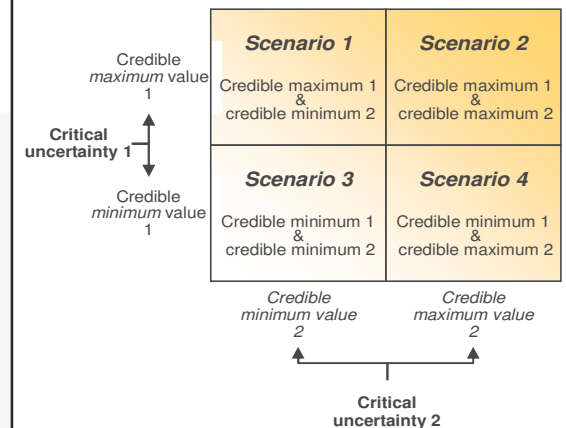 Scenario 1
Credible maximum 1
&
credible minimum 2
Scenario 2
Credible maximum 1
&
credible maximum 2
Credible
maximum value
1
Critical
uncertainty 1
Credible
minimum value
1
Scenario 3
Credible minimum 1
&
credible minimum 2
Scenario 4
Credible minimum 1
&
credible maximum 2
Credible
minimum value
2
Credible
maximum value
2
Critical
uncertainty 2